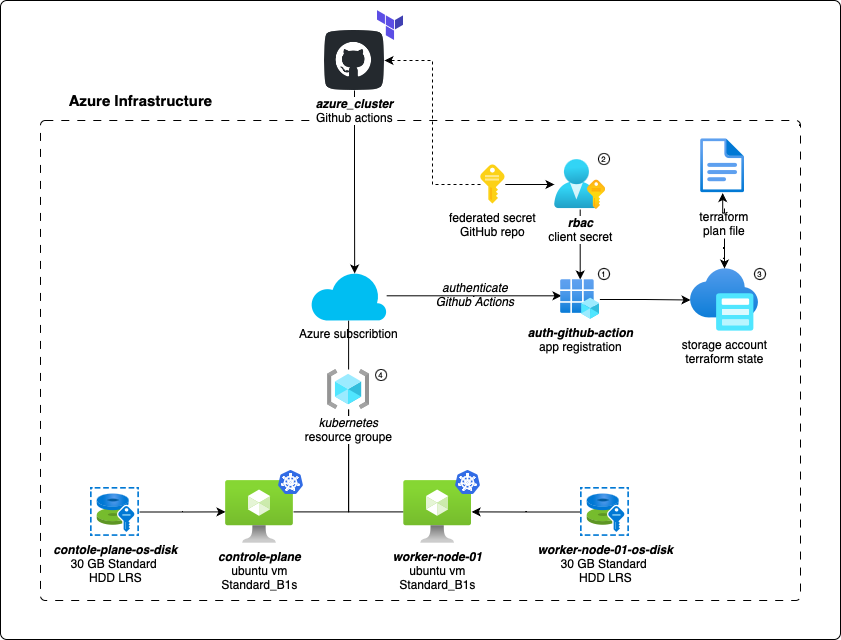 azure_cluster
Github actions
Azure Infrastructure
2
federated secret
GitHub repo
rbac
client secret
terraform
plan file
1
3
authenticate
Github Actions
Azure subscribtion
auth-github-action
app registration
storage account
terraform state
4
kubernetes
resource groupe
contole-plane-os-disk
30 GB Standard
HDD LRS
controle-plane
ubuntu vm
Standard_B1s
worker-node-01
ubuntu vm
Standard_B1s
worker-node-01-os-disk
30 GB Standard
HDD LRS